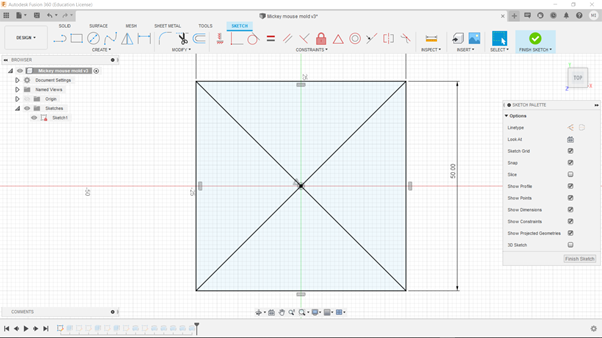 Autodesk Fusion 360 (Education License)
Mickey mouse mold v3*
DESIGN
SOLID SURFACE MESH SHEET METAL TOOLS SKETCH
CREATE MODIFY CONSTRAINTS INSPECT INSERT SELECT FINISH SKETCH
BROWSER
Mickey mouse mold v3
Document Settings
Named Views
Origin
Sketches
Sketch1
TOP
SKETCH PALETTE
Options
Linetype
Look At
Sketch Grid
Snap
Slice
Show Profile
Show Points
Show Dimensions
Show Constraints
Show Projected Geometries
3D Sketch
Finish Sketch
25
50.00
-50
-25
COMMENTS